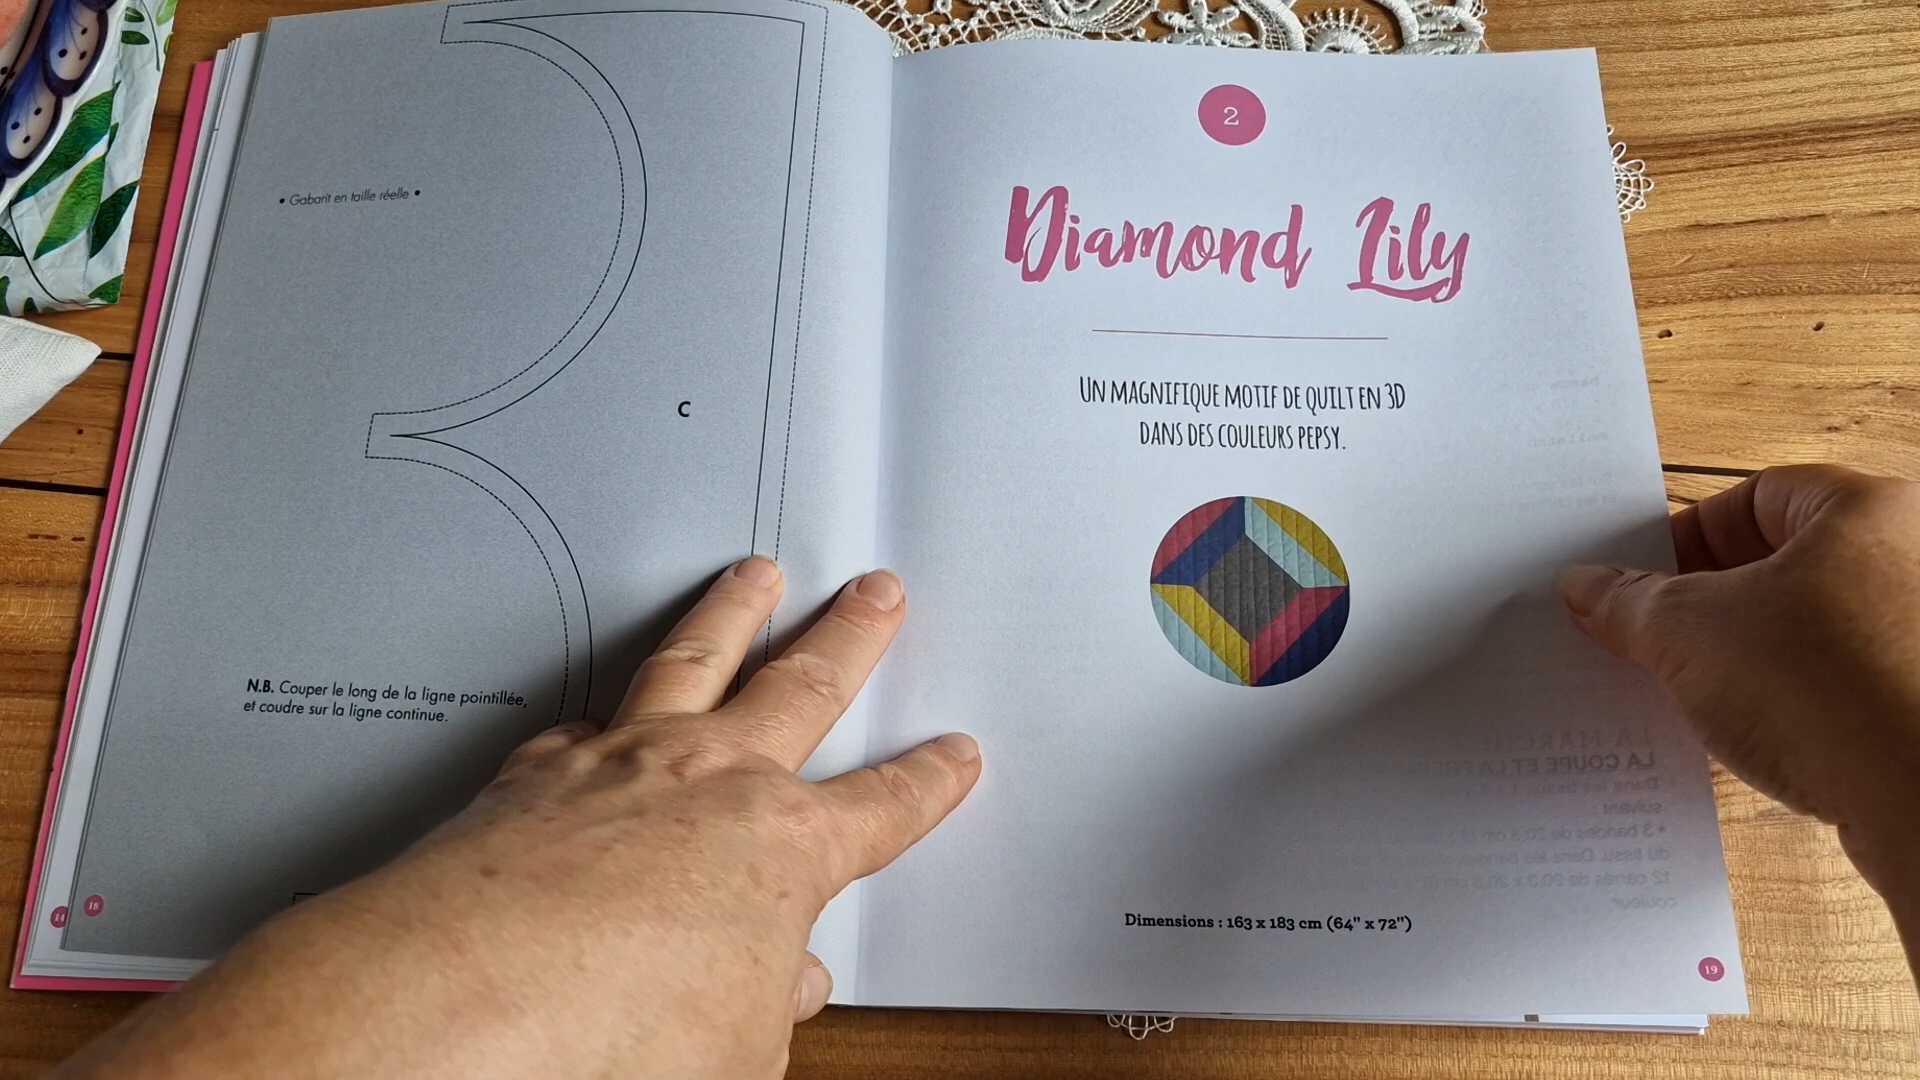 • Gabarit en taille réelle •
C
N.B. Couper le long de la ligne pointillée,
et coudre sur la ligne continue.
14
18
2
Diamond Lily
Un magnifique motif de quilt en 3D
dans des couleurs pepsy.
Dimensions : 163 x 183 cm (64" x 72")
19